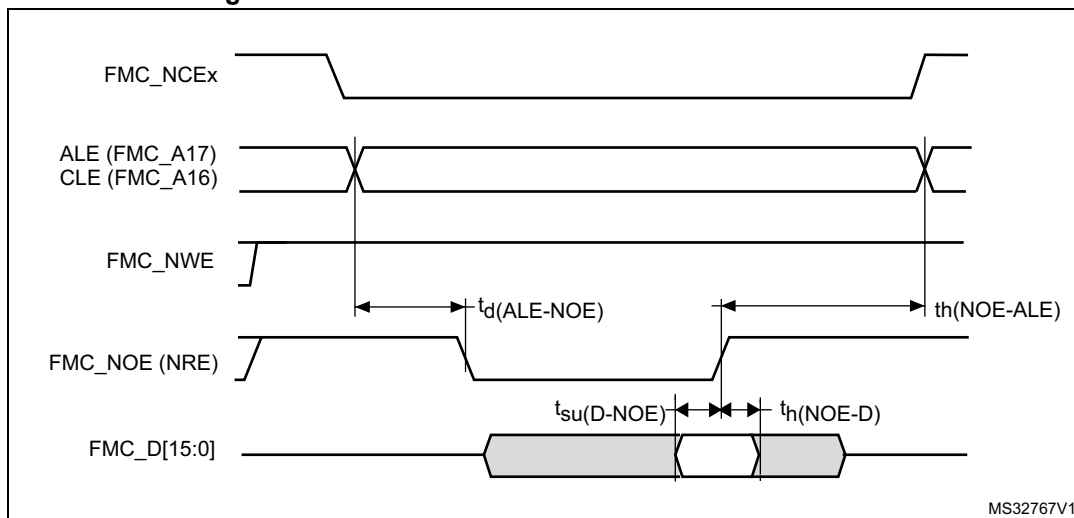 FMC_NCEx
ALE (FMC_A17)
CLE (FMC_A16)
FMC_NWE
td(ALE-NOE)
th(NOE-ALE)
FMC_NOE (NRE)
tsu(D-NOE)
th(NOE-D)
FMC_D[15:0]
MS32767V1